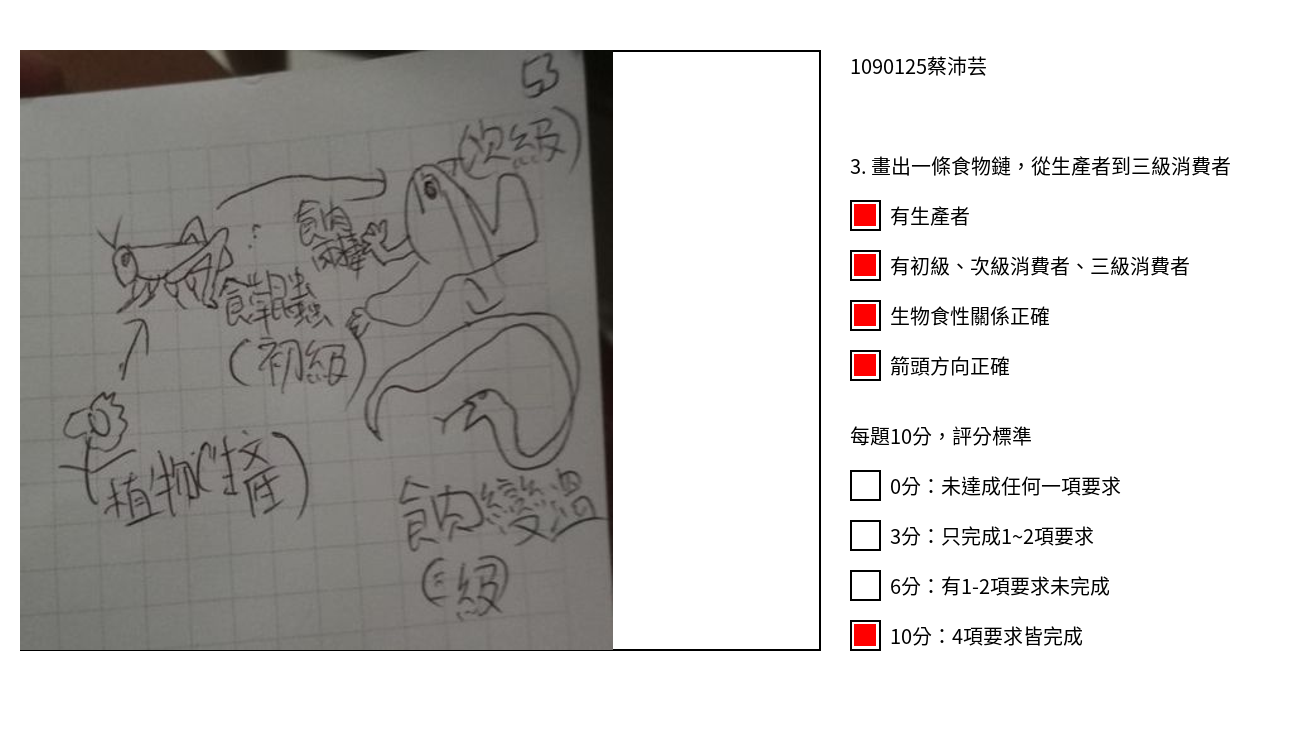 53
(次級)
食肉
食草昆蟲
(初級)
植物(生產)
食肉變溫
(三級)
1090125蔡沛芸
3. 畫出一條食物鏈，從生產者到三級消費者
有生產者
有初級、次級消費者、三級消費者
生物食性關係正確
箭頭方向正確
每題10分，評分標準
0分：未達成任何一項要求
3分：只完成1~2項要求
6分：有1-2項要求未完成
10分：4項要求皆完成